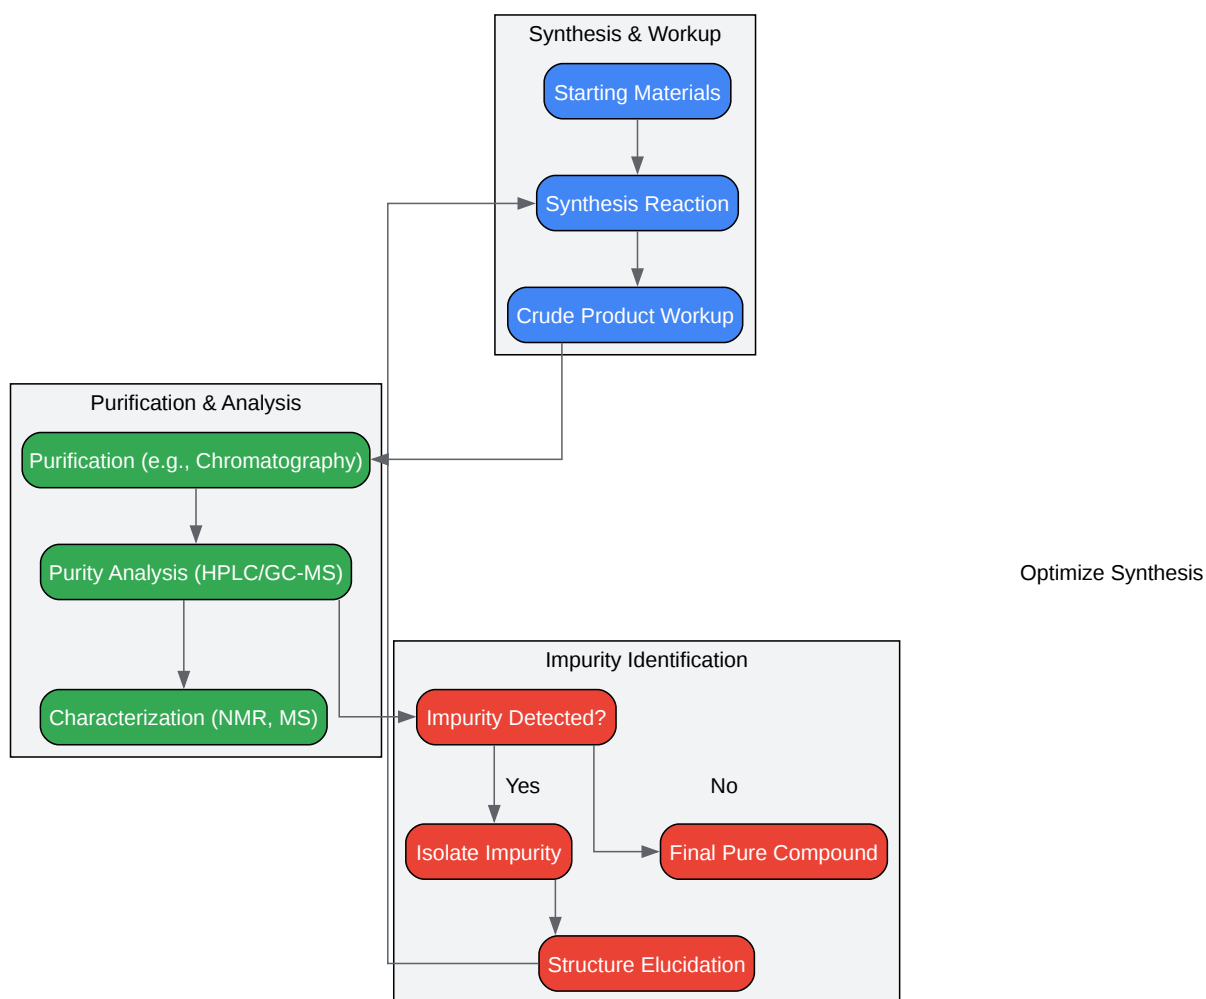 Synthesis & Workup
Starting Materials
Synthesis Reaction
Crude Product Workup
Purification & Analysis
Purification (e.g., Chromatography)
Purity Analysis (HPLC/GC-MS)
Optimize Synthesis
Characterization (NMR, MS)
Impurity Identification
Impurity Detected?
Yes
No
Isolate Impurity
Final Pure Compound
Structure Elucidation